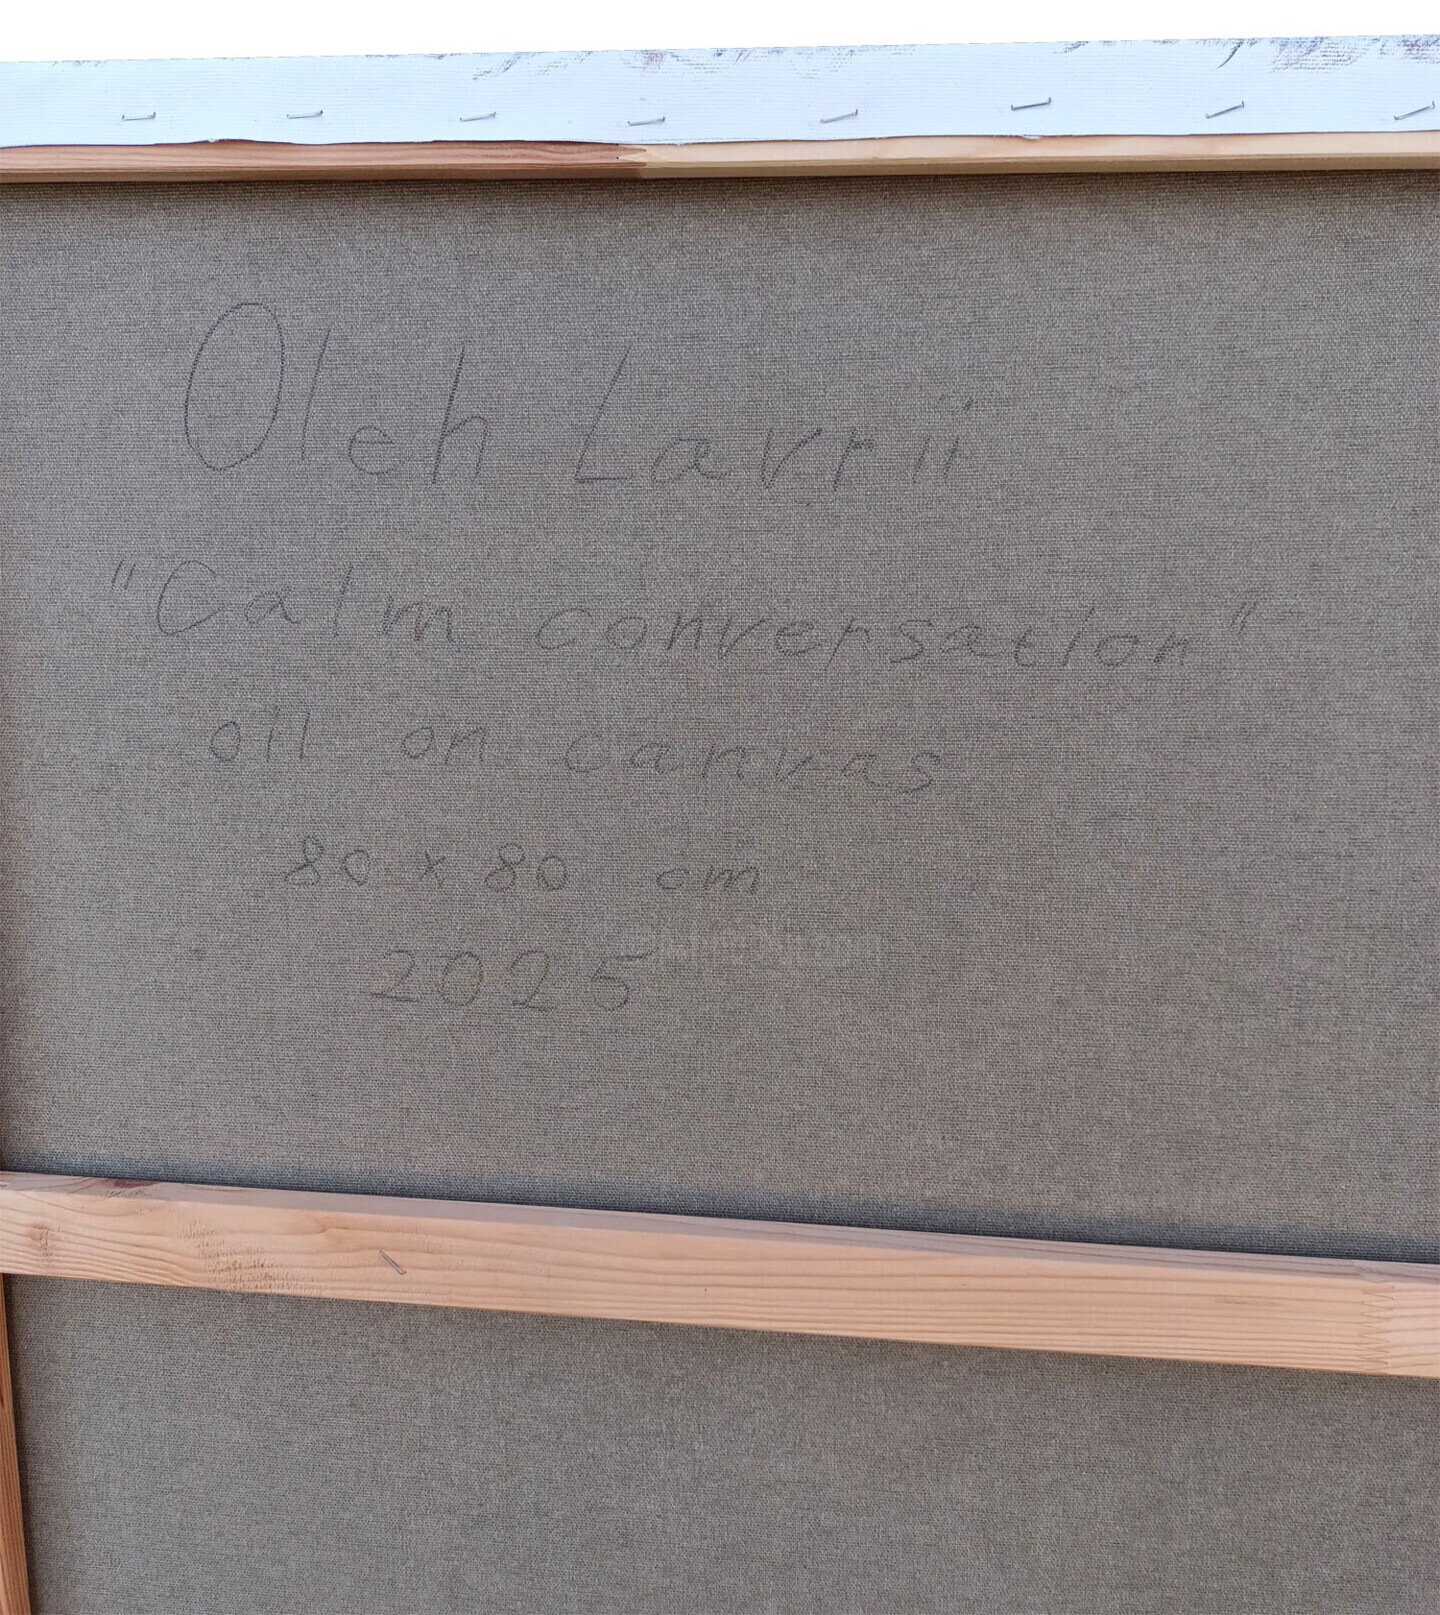 Oleh Lavrii
"Calm conversation"
oil on canvas
80 x 80 cm
2025